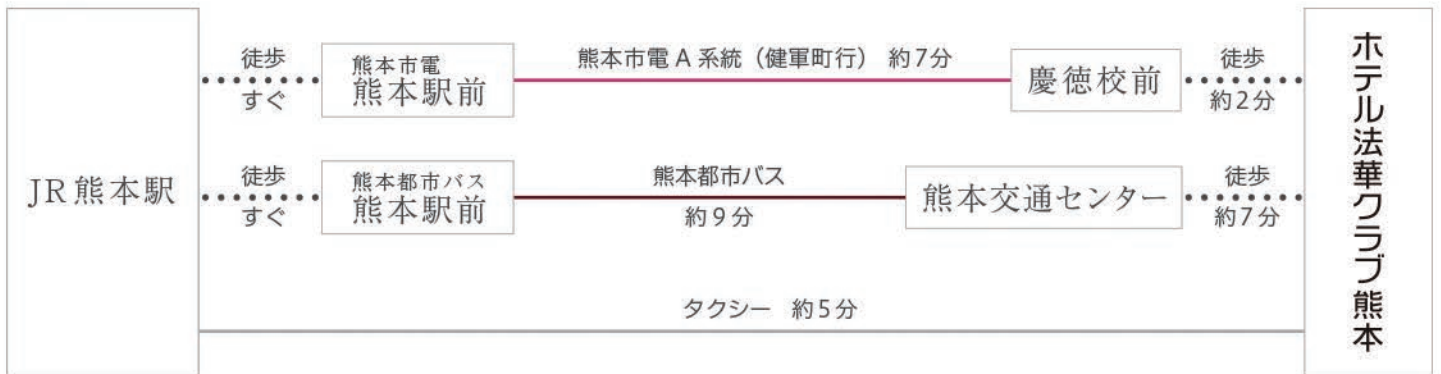 JR熊本駅
徒歩
すぐ
熊本市電
熊本駅前
熊本市電 A 系統（健軍町行） 約7分
慶徳校前
徒歩
約2分
徒歩
すぐ
熊本都市バス
熊本駅前
熊本都市バス
約9分
熊本交通センター
徒歩
約7分
タクシー 約5分
ホテル法華クラブ熊本